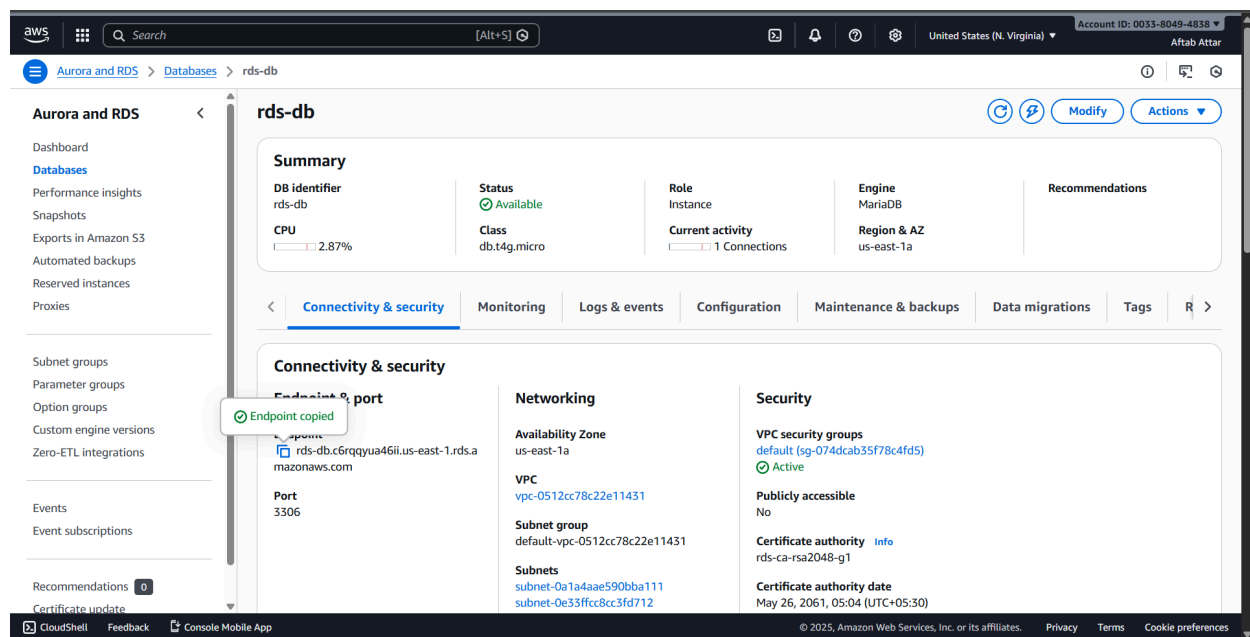 aws
Search
[Alt+S]
United States (N. Virginia) ▼
Account ID: 0033-8049-4838 ▼
Aftab Attar
Aurora and RDS > Databases > rds-db
Aurora and RDS
Dashboard
Databases
Performance insights
Snapshots
Exports in Amazon S3
Automated backups
Reserved instances
Proxies
Subnet groups
Parameter groups
Option groups
Custom engine versions
Zero-ETL integrations
Events
Event subscriptions
Recommendations 0
Certificate update
rds-db
Modify
Actions ▼
Summary
DB identifier
rds-db
Status
Available
Role
Instance
Engine
MariaDB
Recommendations
CPU
2.87%
Class
db.t4g.micro
Current activity
1 Connections
Region & AZ
us-east-1a
Connectivity & security
Monitoring
Logs & events
Configuration
Maintenance & backups
Data migrations
Tags
R
Connectivity & security
Endpoint & port
Endpoint copied
Endpoint
rds-db.c6rqqyua46ii.us-east-1.rds.a
mazonaws.com
Port
3306
Networking
Availability Zone
us-east-1a
VPC
vpc-0512cc78c22e11431
Subnet group
default-vpc-0512cc78c22e11431
Subnets
subnet-0a1a4aae590bba111
subnet-0e33ffcc8cc3fd712
Security
VPC security groups
default (sg-074dcab35f78c4fd5)
Active
Publicly accessible
No
Certificate authority Info
rds-ca-rsa2048-g1
Certificate authority date
May 26, 2061, 05:04 (UTC+05:30)
CloudShell
Feedback
Console Mobile App
© 2025, Amazon Web Services, Inc. or its affiliates.
Privacy
Terms
Cookie preferences